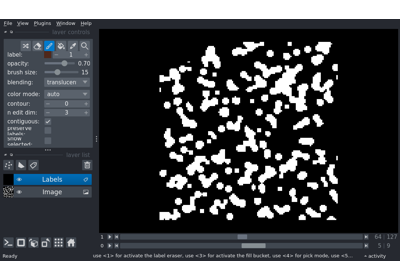 File View Plugins Window Help
layer controls
label: 1
opacity: 0.70
brush size: 15
blending: translucen
color mode: auto
contour: 0
n edit dim: 3
contiguous:
preserve labels:
show selected:
layer list
Labels
Image
1 64 127
0 5 9
Ready use <1> for activate the label eraser, use <3> for activate the fill bucket, use <4> for pick mode, use <5... activity